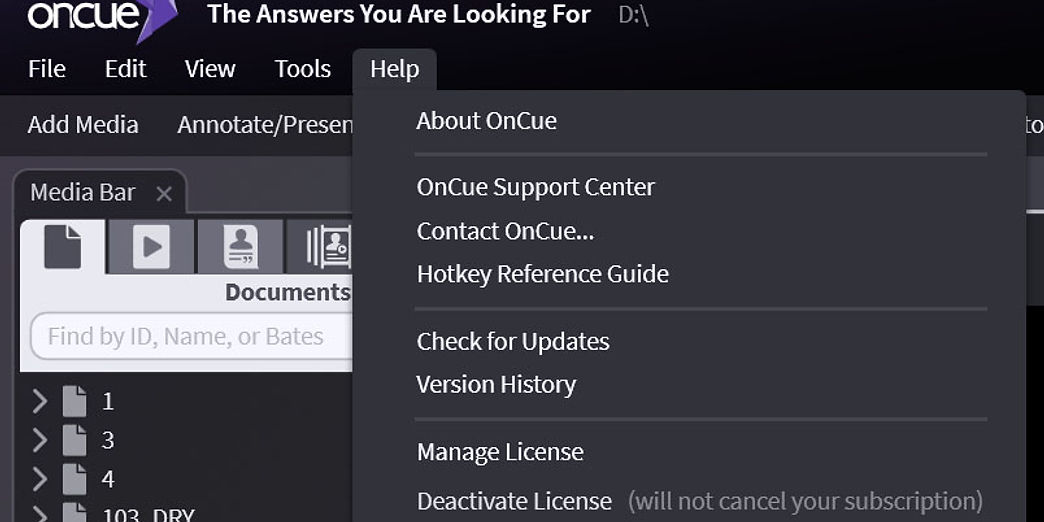 oncue The Answers You Are Looking For D:\
File Edit View Tools Help
Add Media Annotate/Presen
About OnCue
OnCue Support Center
Contact OnCue...
Hotkey Reference Guide
Check for Updates
Version History
Manage License
Deactivate License (will not cancel your subscription)
Media Bar
Documents
Find by ID, Name, or Bates
1
3
4
103_DRY